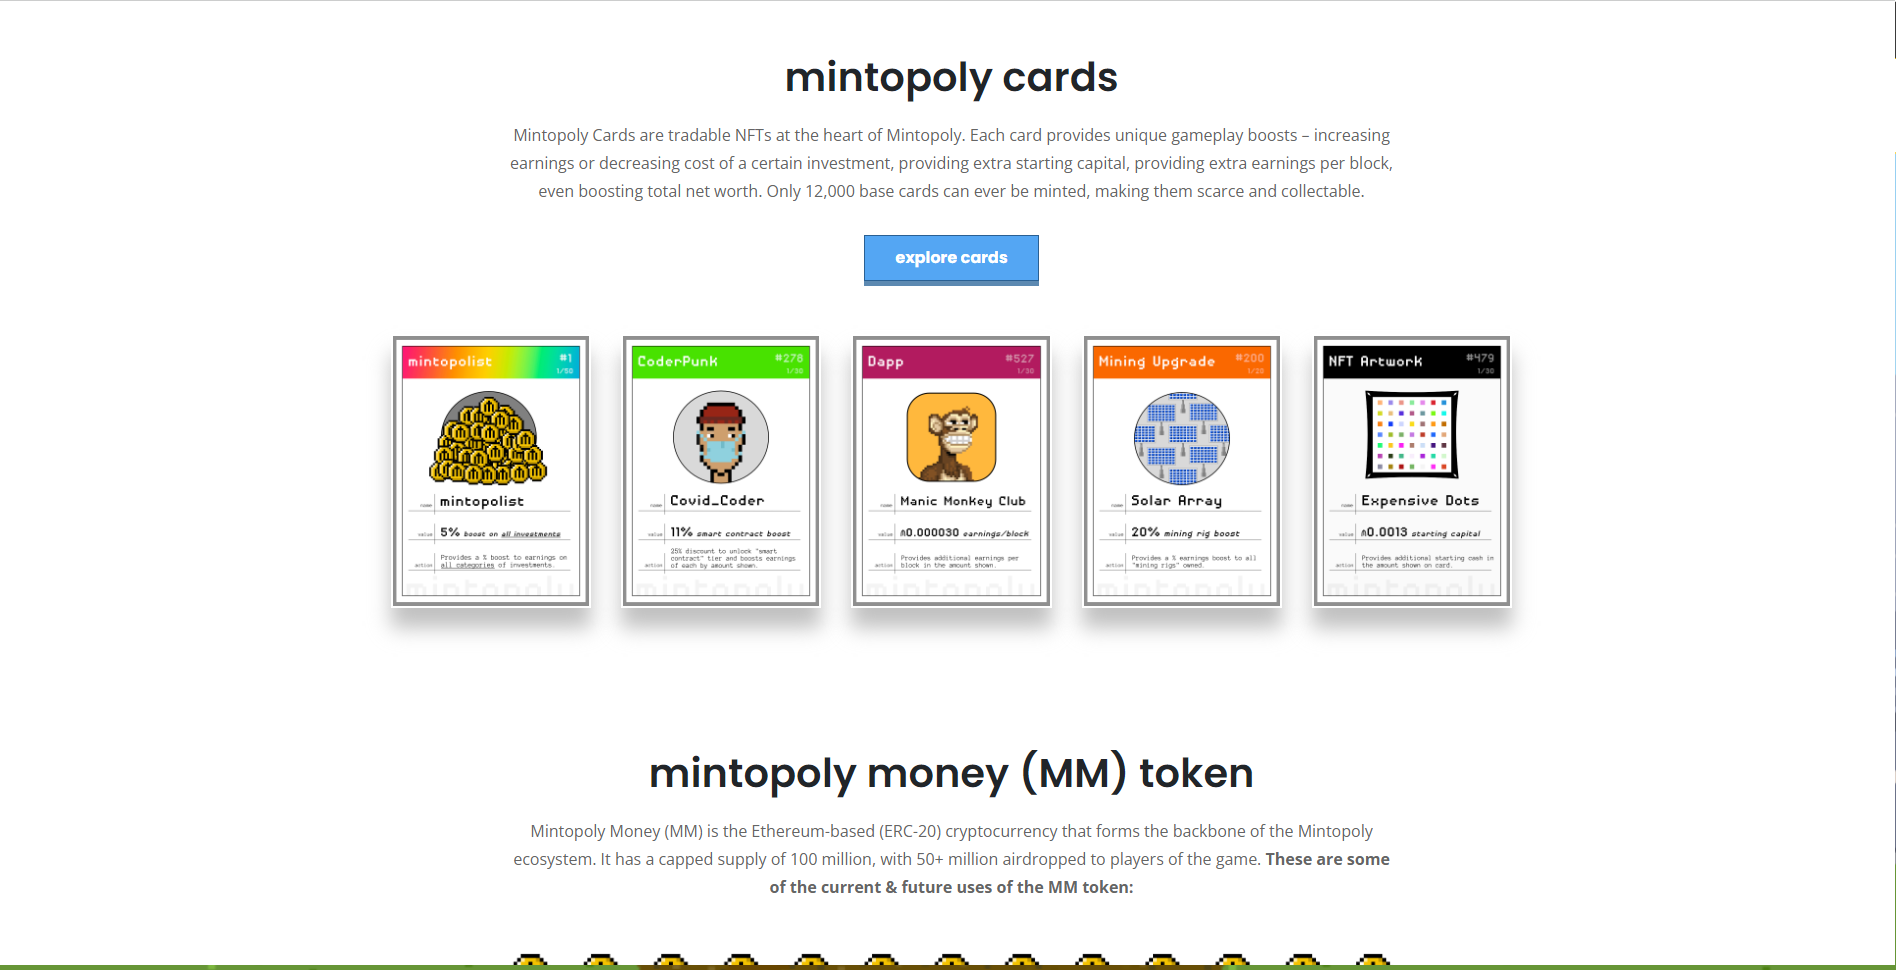 mintopoly cards
Mintopoly Cards are tradable NFTs at the heart of Mintopoly. Each card provides unique gameplay boosts – increasing
earnings or decreasing cost of a certain investment, providing extra starting capital, providing extra earnings per block,
even boosting total net worth. Only 12,000 base cards can ever be minted, making them scarce and collectable.
explore cards
mintopolist #1
1/50
name mintopolist
value 5% boost on all investments
Provides a % boost to earnings on
action all categories of investments.
mintopoly
CoderPunk #278
1/30
name Covid_Coder
value 11% smart contract boost
25% discount to unlock "smart
contract" tier and boosts earnings
action of each by amount shown.
mintopoly
Dapp #527
1/30
name Manic Monkey Club
value ₥0.000030 earnings/block
Provides additional earnings per
action block in the amount shown.
mintopoly
Mining Upgrade #200
1/20
name Solar Array
value 20% mining rig boost
Provides a % earnings boost to all
action "mining rigs" owned.
mintopoly
NFT Artwork #479
1/30
name Expensive Dots
value ₥0.0013 starting capital
Provides additional starting cash in
action the amount shown on card.
mintopoly
mintopoly money (MM) token
Mintopoly Money (MM) is the Ethereum-based (ERC-20) cryptocurrency that forms the backbone of the Mintopoly
ecosystem. It has a capped supply of 100 million, with 50+ million airdropped to players of the game. These are some
of the current & future uses of the MM token: